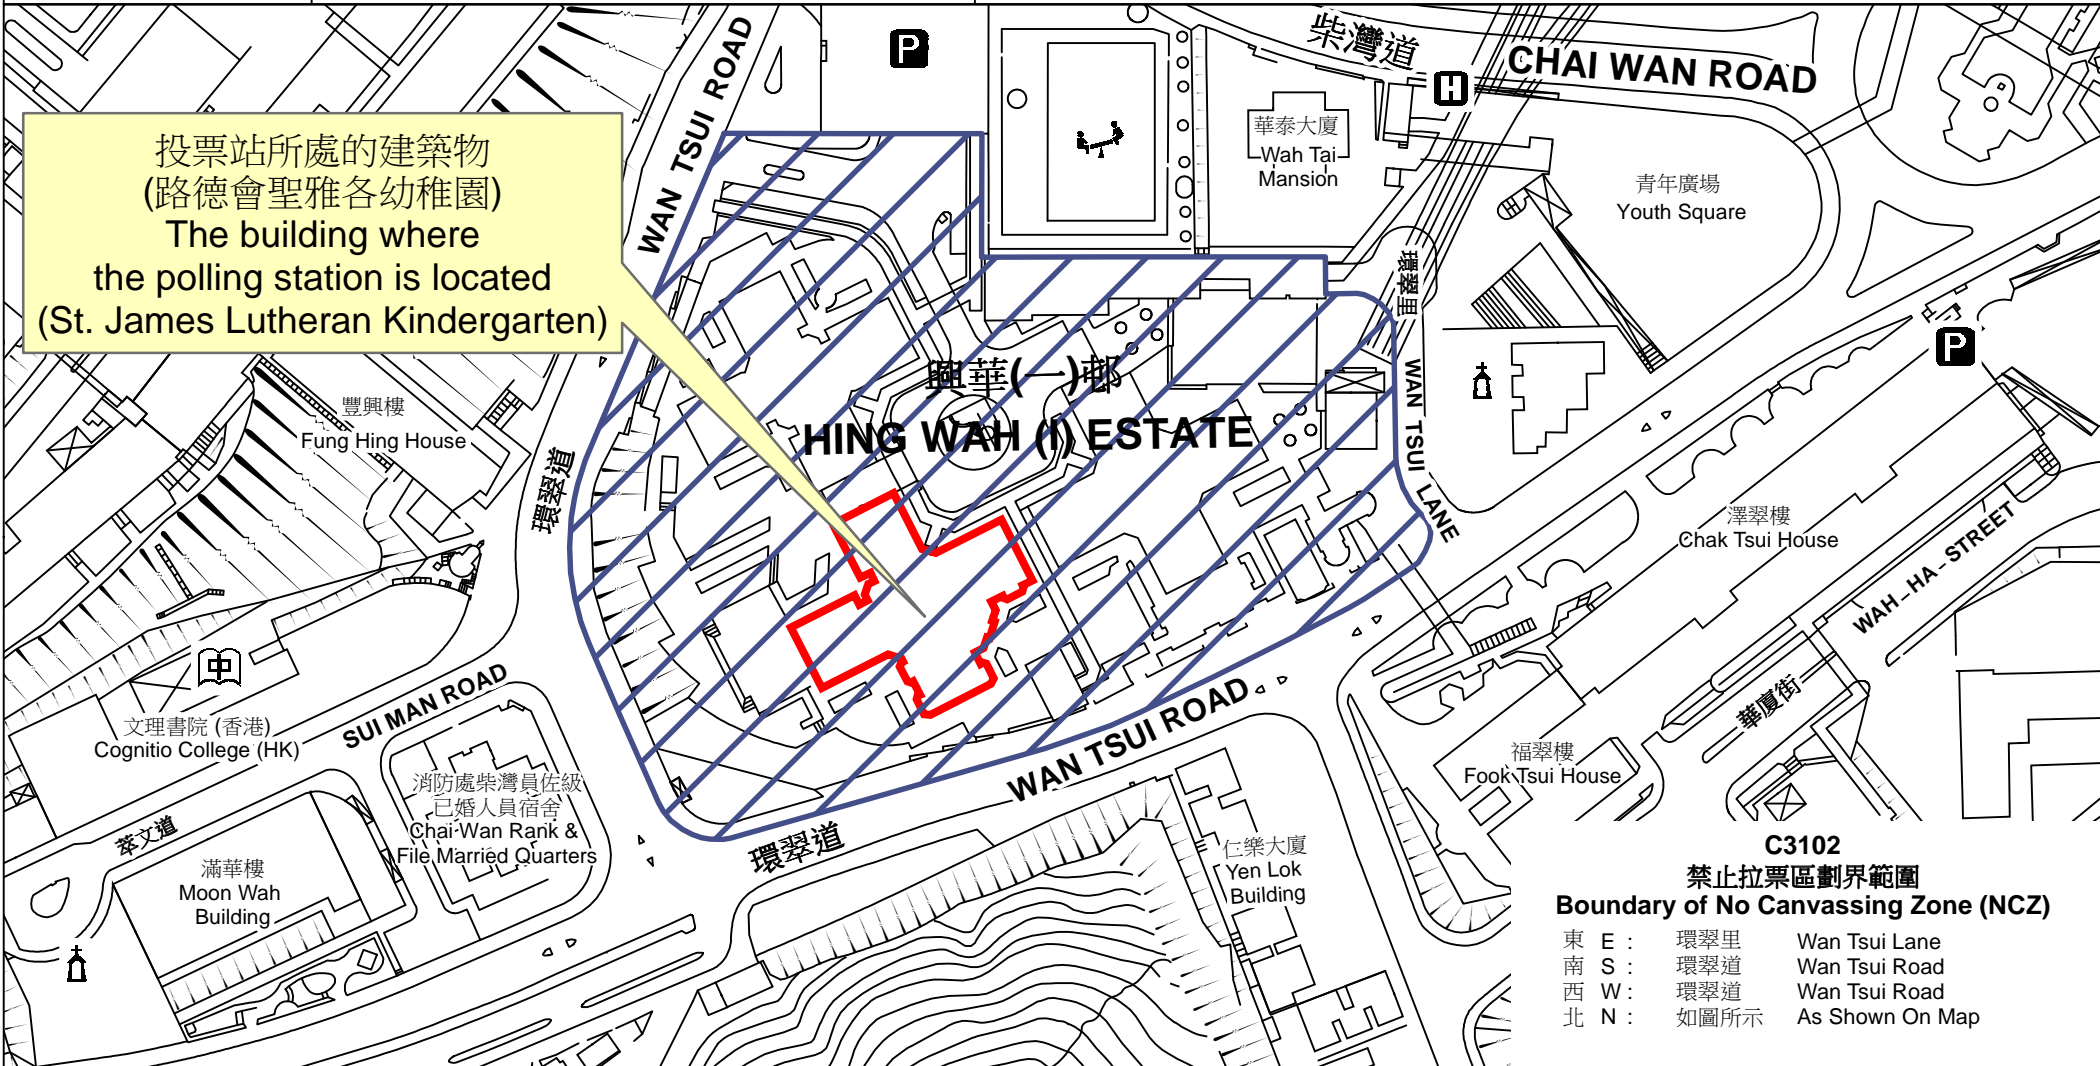 柴灣道
CHAI WAN ROAD
WAN TSUI ROAD
P
H
投票站所處的建築物
(路德會聖雅各幼稚園)
The building where
the polling station is located
(St. James Lutheran Kindergarten)
華泰大廈
Wah Tai
Mansion
青年廣場
Youth Square
環翠里
WAN TSUI LANE
P
興華(一)邨
HING WAH (I) ESTATE
豐興樓
Fung Hing House
環翠道
澤翠樓
Chak Tsui House
WAH HA STREET
華廈街
中
文理書院 (香港)
Cognitio College (HK)
SUI MAN ROAD
萃文道
消防處柴灣員佐級
已婚人員宿舍
Chai Wan Rank &
File Married Quarters
滿華樓
Moon Wah
Building
WAN TSUI ROAD
環翠道
仁樂大廈
Yen Lok
Building
福翠樓
Fook Tsui House
C3102
禁止拉票區劃界範圍
Boundary of No Canvassing Zone (NCZ)
東 E : 環翠里 Wan Tsui Lane
南 S : 環翠道 Wan Tsui Road
西 W : 環翠道 Wan Tsui Road
北 N : 如圖所示 As Shown On Map